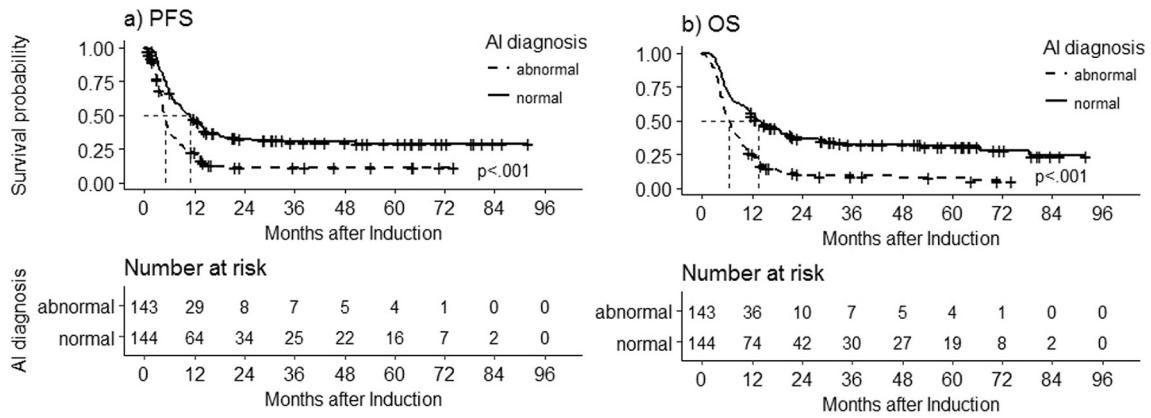 a) PFS
Survival probability
1.00
0.75
0.50
0.25
0.00
AI diagnosis
abnormal
normal
p<.001
0 12 24 36 48 60 72 84 96
Months after Induction
AI diagnosis
Number at risk
abnormal 143 29 8 7 5 4 1 0 0
normal 144 64 34 25 22 16 7 2 0
0 12 24 36 48 60 72 84 96
Months after Induction
b) OS
1.00
0.75
0.50
0.25
0.00
AI diagnosis
abnormal
normal
p<.001
0 12 24 36 48 60 72 84 96
Months after Induction
Number at risk
abnormal 143 36 10 7 5 4 1 0 0
normal 144 74 42 30 27 19 8 2 0
0 12 24 36 48 60 72 84 96
Months after Induction